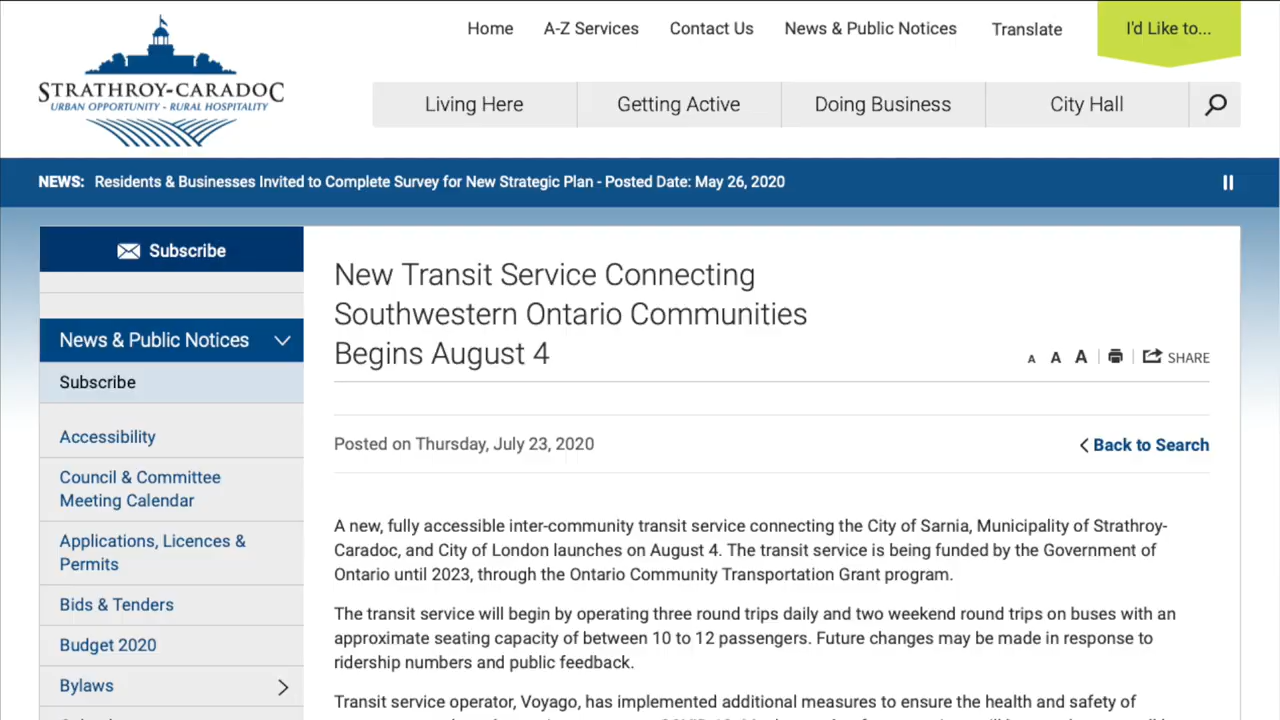 Home A-Z Services Contact Us News & Public Notices Translate I'd Like to...
STRATHROY-CARADOC
URBAN OPPORTUNITY - RURAL HOSPITALITY
Living Here Getting Active Doing Business City Hall
NEWS: Residents & Businesses Invited to Complete Survey for New Strategic Plan - Posted Date: May 26, 2020
Subscribe
News & Public Notices
Subscribe
Accessibility
Council & Committee
Meeting Calendar
Applications, Licences &
Permits
Bids & Tenders
Budget 2020
Bylaws
New Transit Service Connecting
Southwestern Ontario Communities
Begins August 4
A A A SHARE
Posted on Thursday, July 23, 2020
Back to Search
A new, fully accessible inter-community transit service connecting the City of Sarnia, Municipality of Strathroy-
Caradoc, and City of London launches on August 4. The transit service is being funded by the Government of
Ontario until 2023, through the Ontario Community Transportation Grant program.
The transit service will begin by operating three round trips daily and two weekend round trips on buses with an
approximate seating capacity of between 10 to 12 passengers. Future changes may be made in response to
ridership numbers and public feedback.
Transit service operator, Voyago, has implemented additional measures to ensure the health and safety of